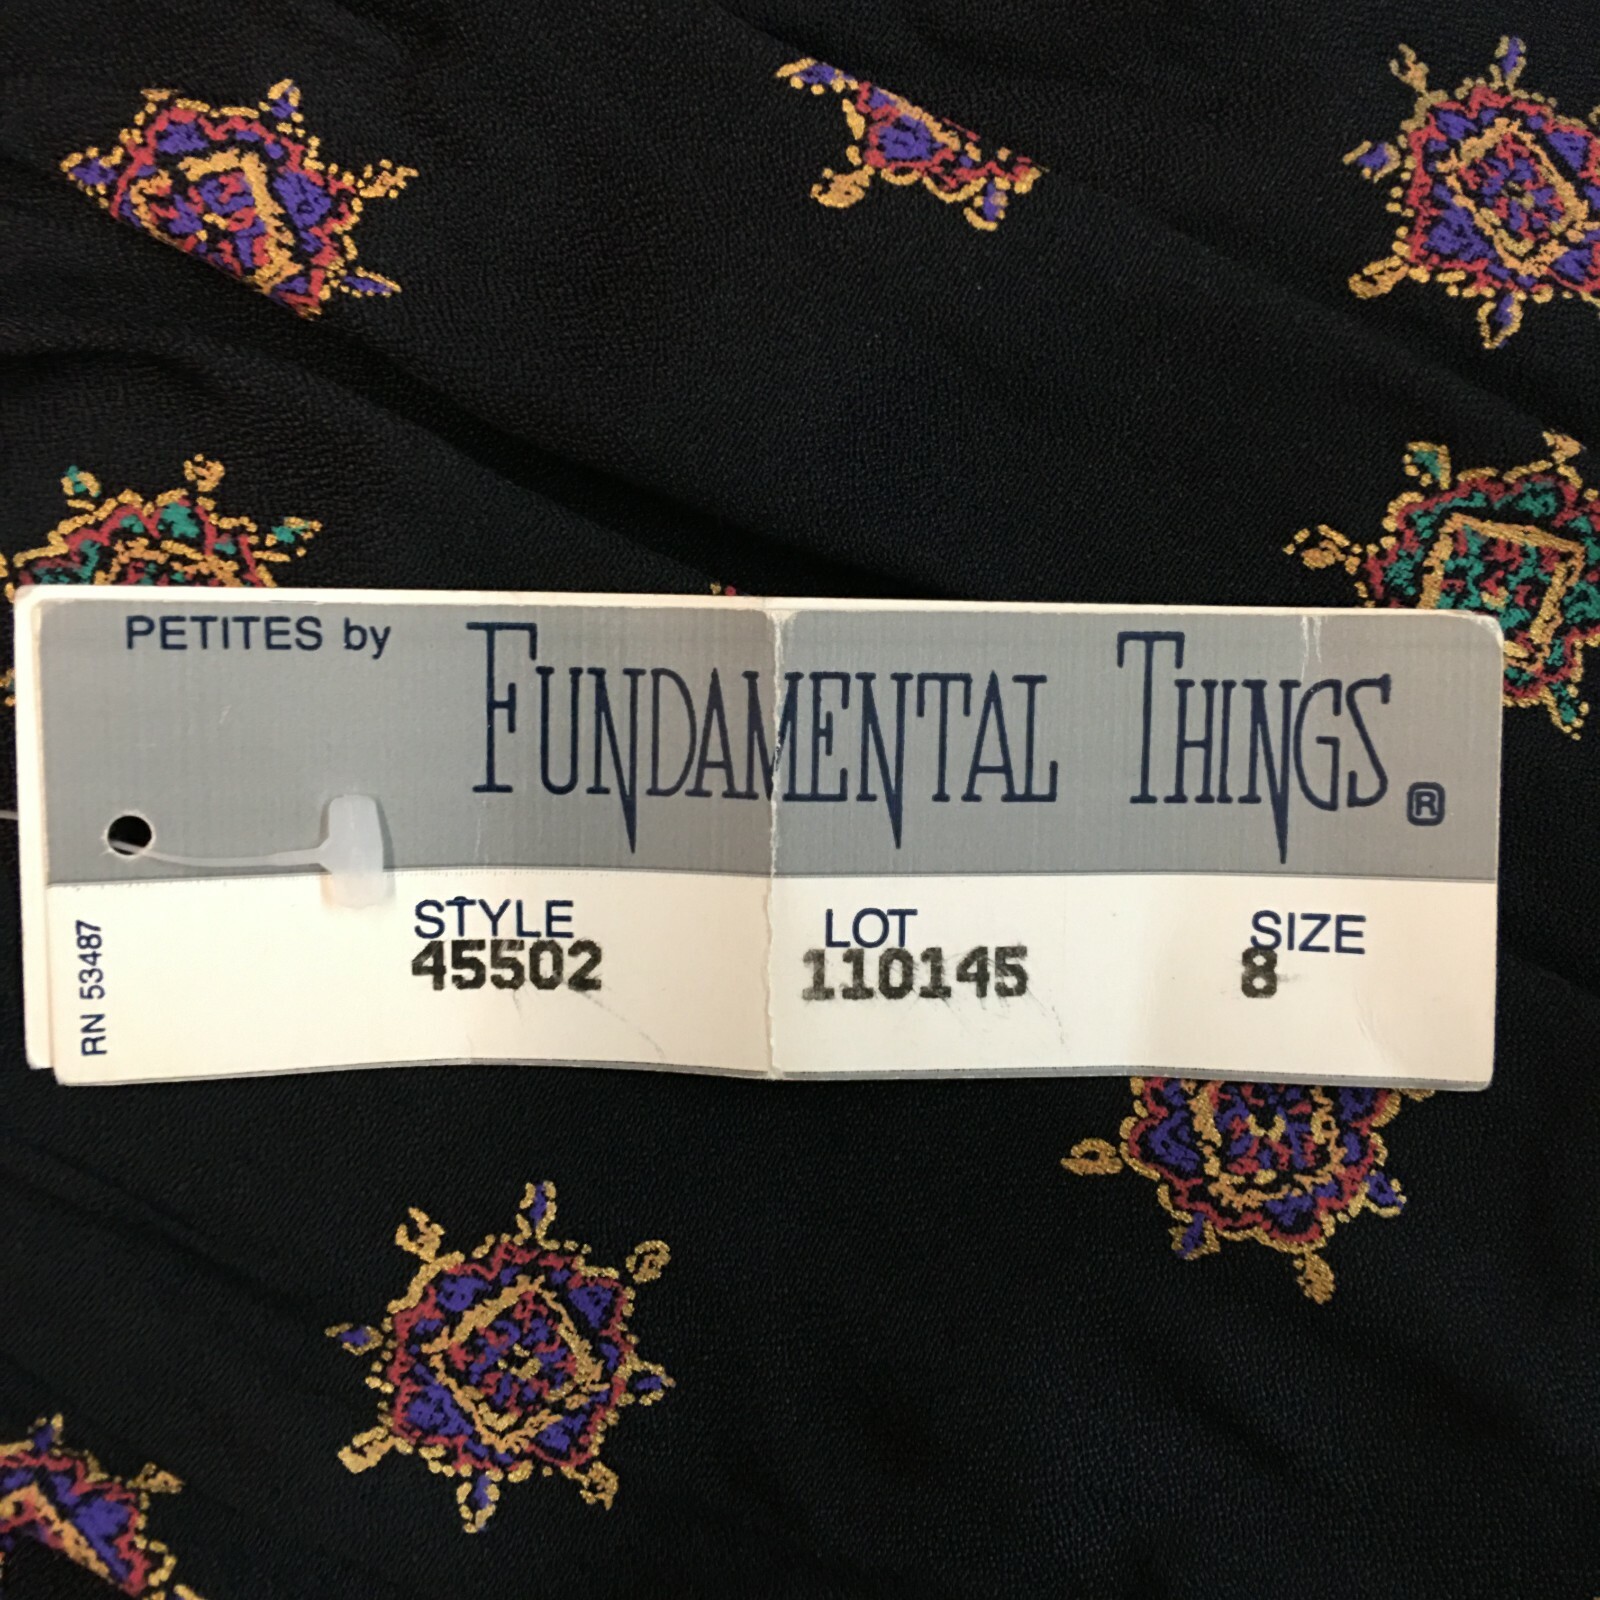 PETITES by FUNDAMENTAL THINGS ®
STYLE LOT SIZE
45502 110145 8
RN 53487